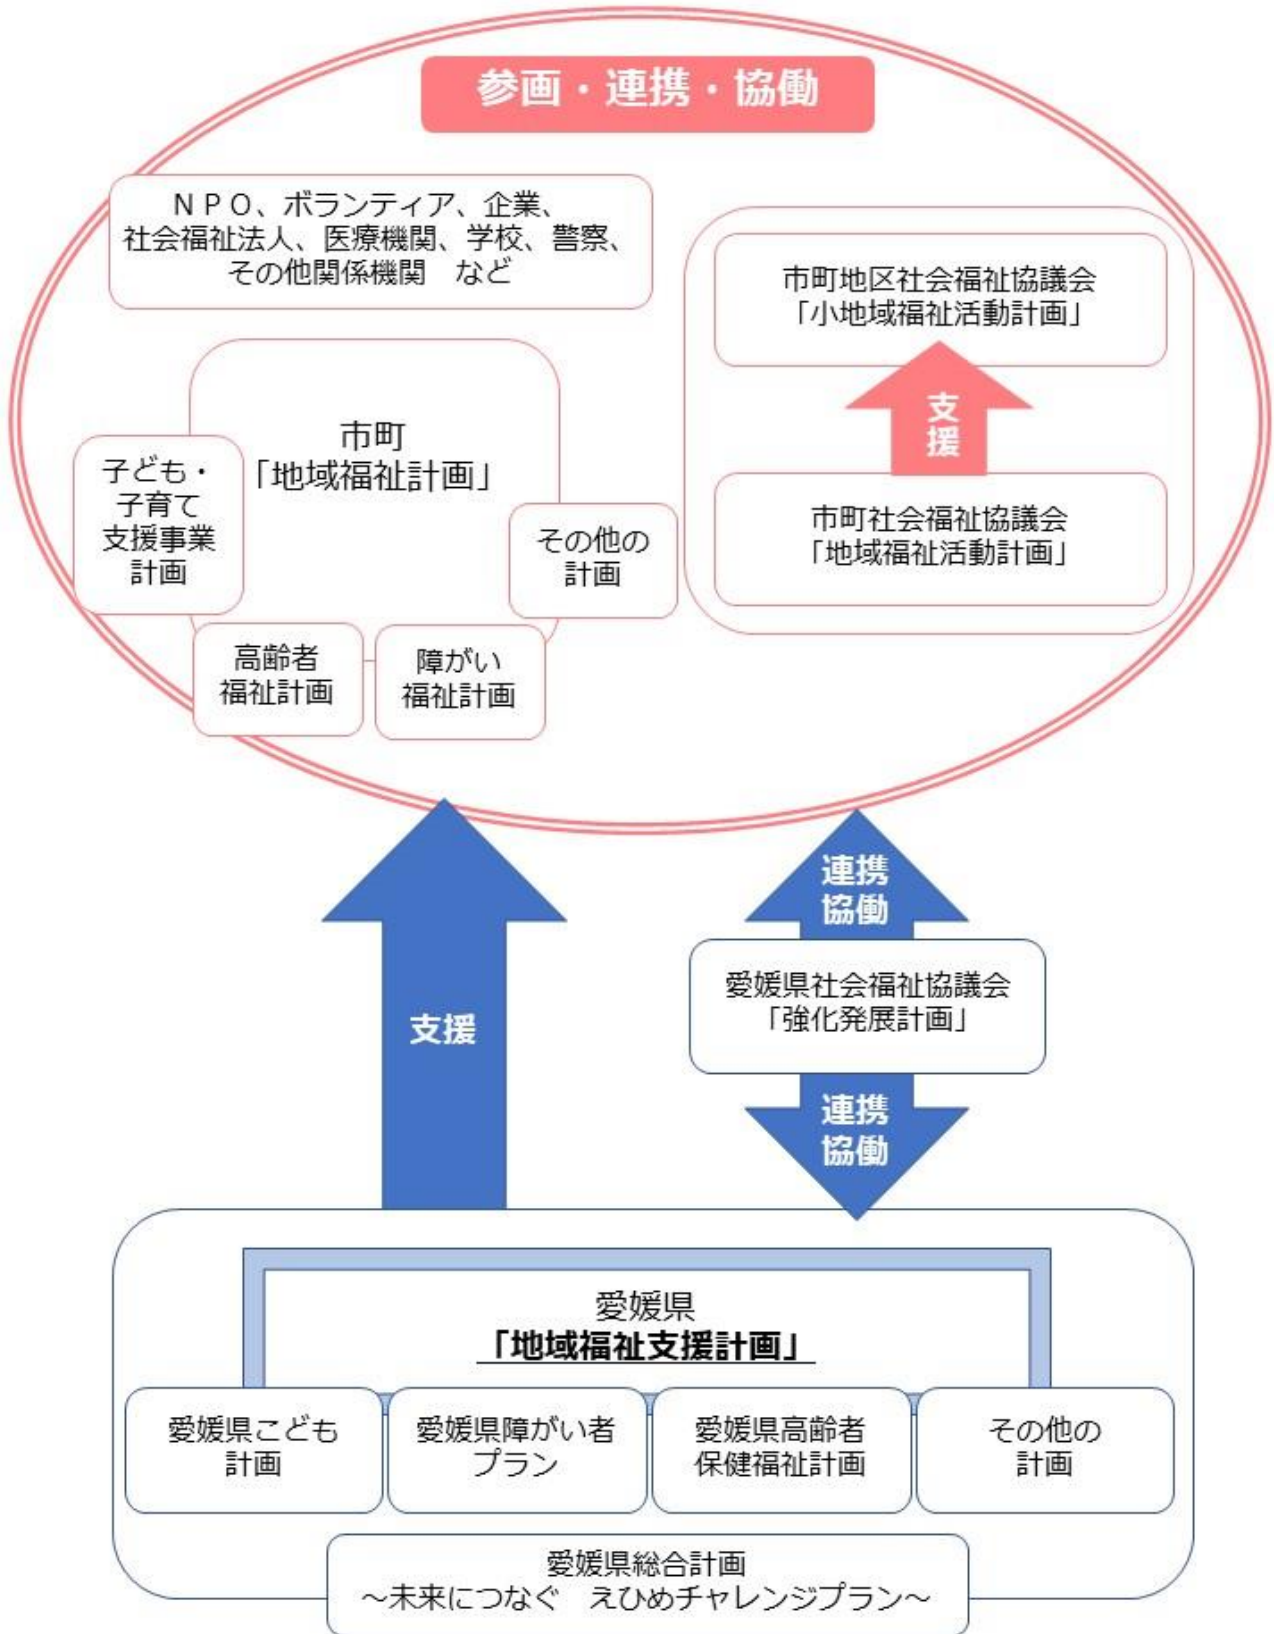 参画・連携・協働
ＮＰＯ、ボランティア、企業、
社会福祉法人、医療機関、学校、警察、
その他関係機関　など
市町
「地域福祉計画」
子ども・
子育て
支援事業
計画
高齢者
福祉計画
障がい
福祉計画
その他の
計画
市町地区社会福祉協議会
「小地域福祉活動計画」
支
援
市町社会福祉協議会
「地域福祉活動計画」
支援
連携
協働
愛媛県社会福祉協議会
「強化発展計画」
連携
協働
愛媛県
「地域福祉支援計画」
愛媛県こども
計画
愛媛県障がい者
プラン
愛媛県高齢者
保健福祉計画
その他の
計画
愛媛県総合計画
～未来につなぐ　えひめチャレンジプラン～